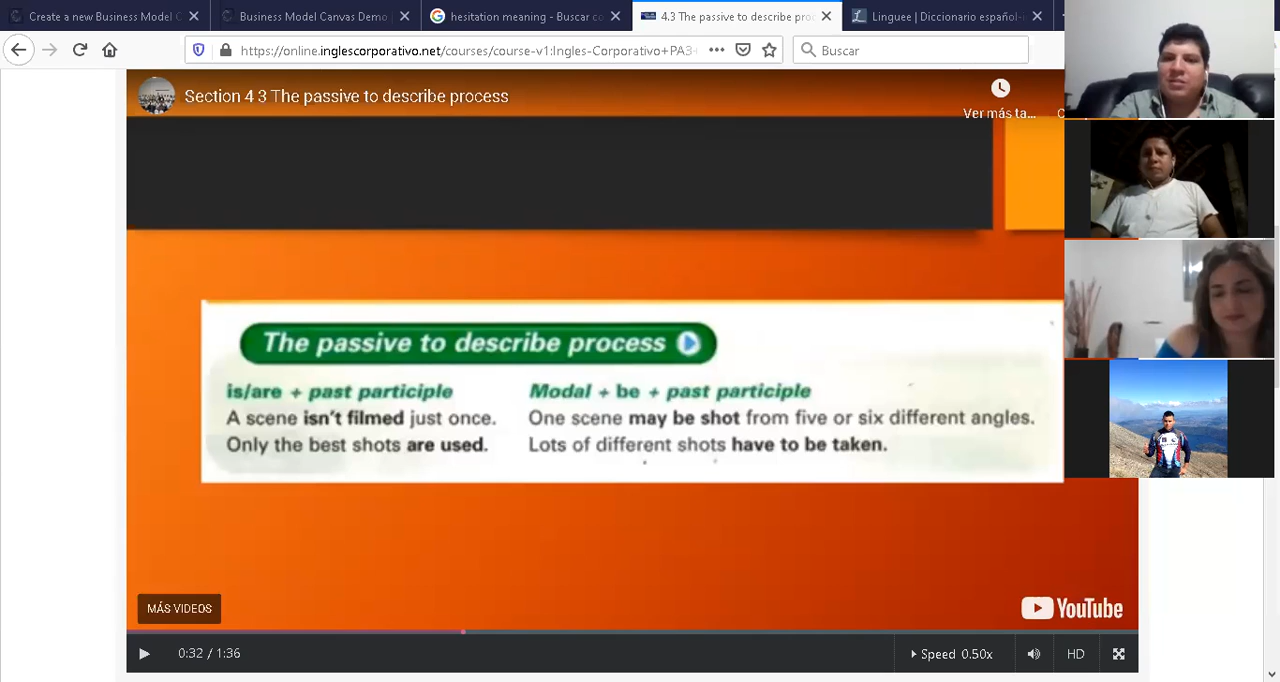 Create a new Business Model C
Business Model Canvas Demo
hesitation meaning - Buscar co
4.3 The passive to describe pro
Linguee | Diccionario español-
https://online.inglescorporativo.net/courses/course-v1:Ingles-Corporativo+PA3
Buscar
Section 4 3 The passive to describe process
Ver más ta...
The passive to describe process
is/are + past participle
A scene isn't filmed just once.
Only the best shots are used.
Modal + be + past participle
One scene may be shot from five or six different angles.
Lots of different shots have to be taken.
MÁS VIDEOS
YouTube
0:32 / 1:36
Speed 0.50x
HD